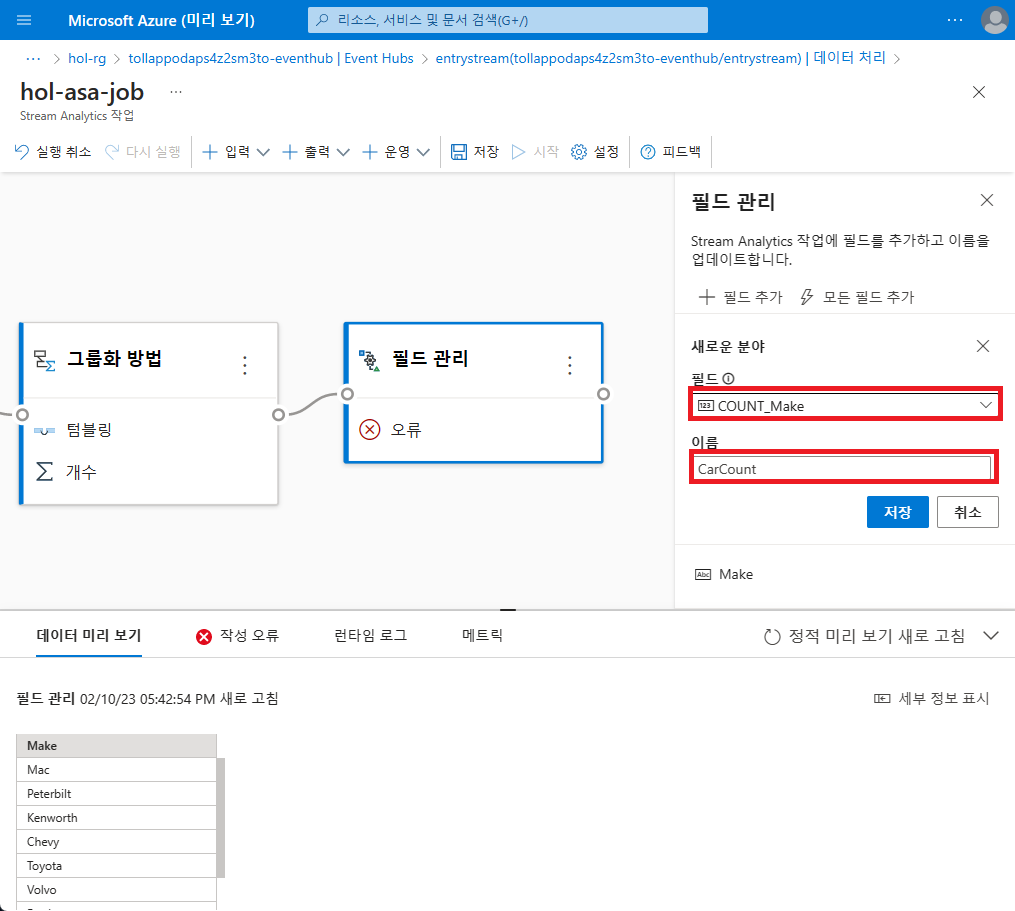 Microsoft Azure (미리 보기)
리소스, 서비스 및 문서 검색(G+/)
hol-rg
tollappodaps4z2sm3to-eventhub | Event Hubs
entrystream(tollappodaps4z2sm3to-eventhub/entrystream) | 데이터 처리
hol-asa-job
Stream Analytics 작업
실행 취소
다시 실행
입력
출력
운영
저장
시작
설정
피드백
그룹화 방법
텀블링
개수
필드 관리
오류
필드 관리
Stream Analytics 작업에 필드를 추가하고 이름을
업데이트합니다.
필드 추가
모든 필드 추가
새로운 분야
필드
123
COUNT_Make
이름
CarCount
저장
취소
Abc
Make
데이터 미리 보기
작성 오류
런타임 로그
메트릭
정적 미리 보기 새로 고침
필드 관리 02/10/23 05:42:54 PM 새로 고침
세부 정보 표시
Make
Mac
Peterbilt
Kenworth
Chevy
Toyota
Volvo